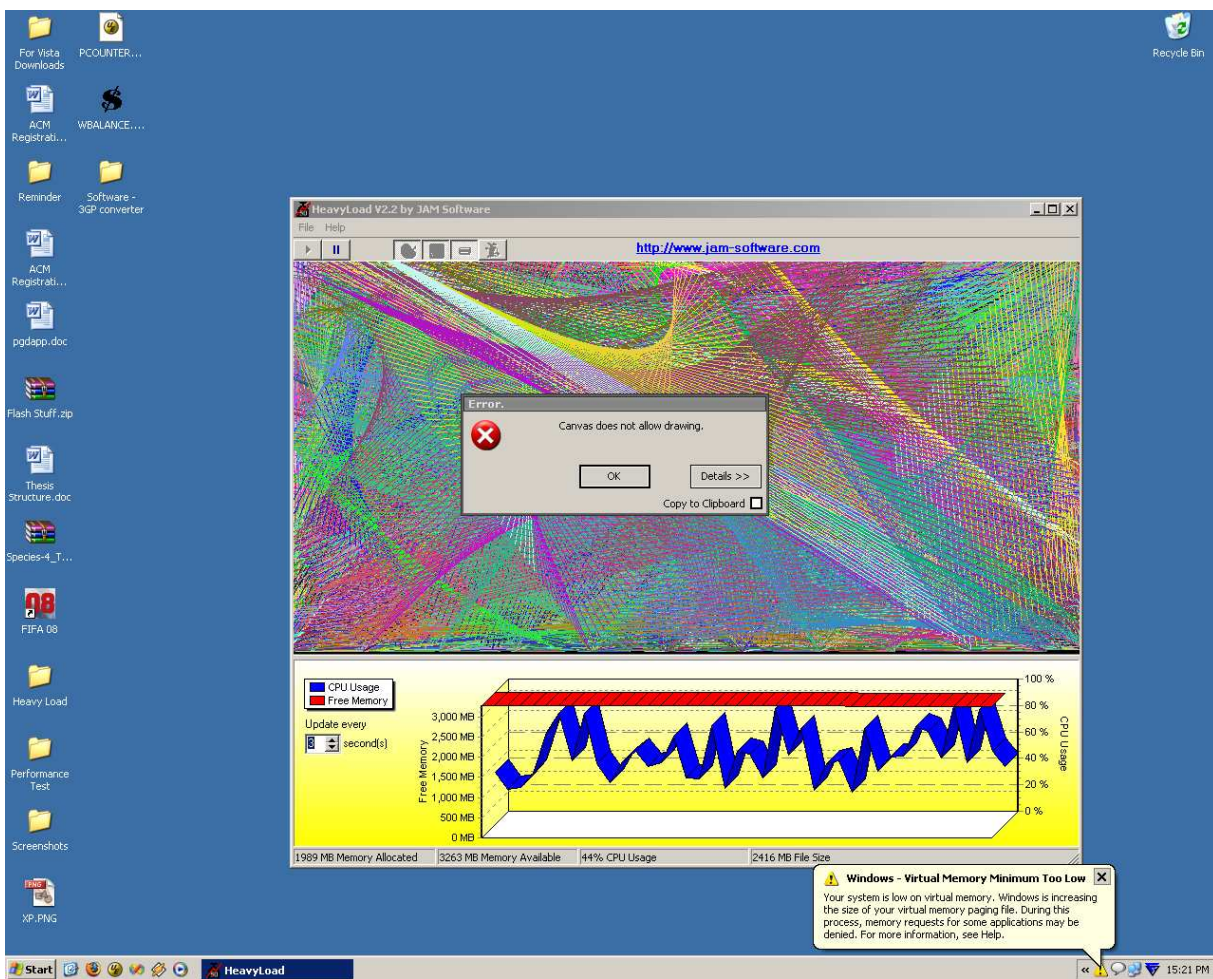 For Vista
Downloads
PCOUNTER...
Recycle Bin
ACM
Registrati...
WBALANCE....
Reminder
Software -
3GP converter
ACM
Registrati...
pgdapp.doc
Flash Stuff.zip
Thesis
Structure.doc
Species-4_T...
08
FIFA 08
Heavy Load
Performance
Test
Screenshots
PNG
XP.PNG
HeavyLoad V2.2 by JAM Software
File Help
http://www.jam-software.com
Error.
Canvas does not allow drawing.
OK
Details >>
Copy to Clipboard
CPU Usage
Free Memory
Update every
3 second(s)
Free Memory
3,000 MB
2,500 MB
2,000 MB
1,500 MB
1,000 MB
500 MB
0 MB
100 %
80 %
60 %
40 %
20 %
0 %
CPU Usage
1989 MB Memory Allocated 3263 MB Memory Available 44% CPU Usage 2416 MB File Size
Windows - Virtual Memory Minimum Too Low
Your system is low on virtual memory. Windows is increasing
the size of your virtual memory paging file. During this
process, memory requests for some applications may be
denied. For more information, see Help.
Start HeavyLoad 15:21 PM